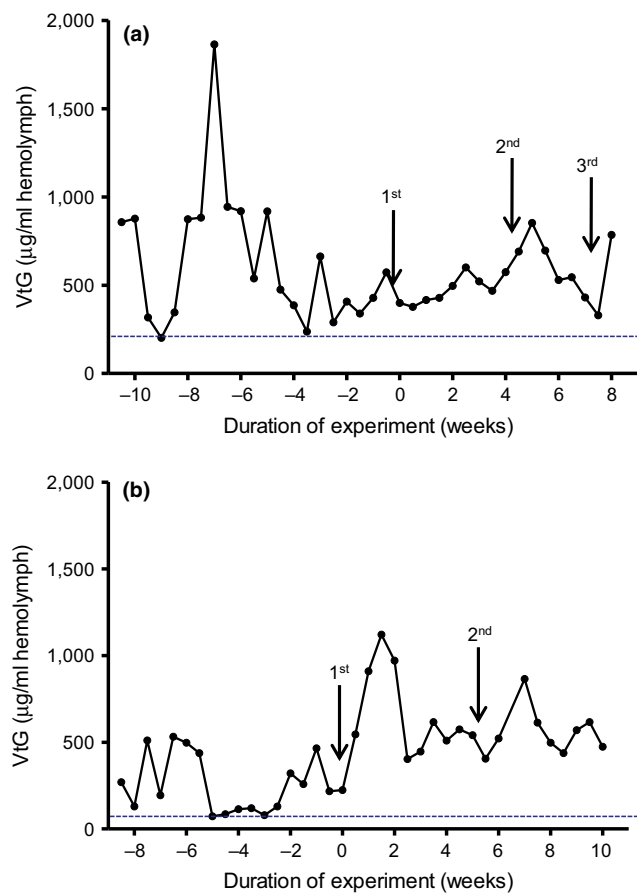 (a)
2,000
1,500
1,000
500
0
VtG (µg/ml hemolymph)
1st
2nd
3rd
–10 –8 –6 –4 –2 0 2 4 6 8
Duration of experiment (weeks)
(b)
2,000
1,500
1,000
500
0
VtG (µg/ml hemolymph)
1st
2nd
–8 –6 –4 –2 0 2 4 6 8 10
Duration of experiment (weeks)